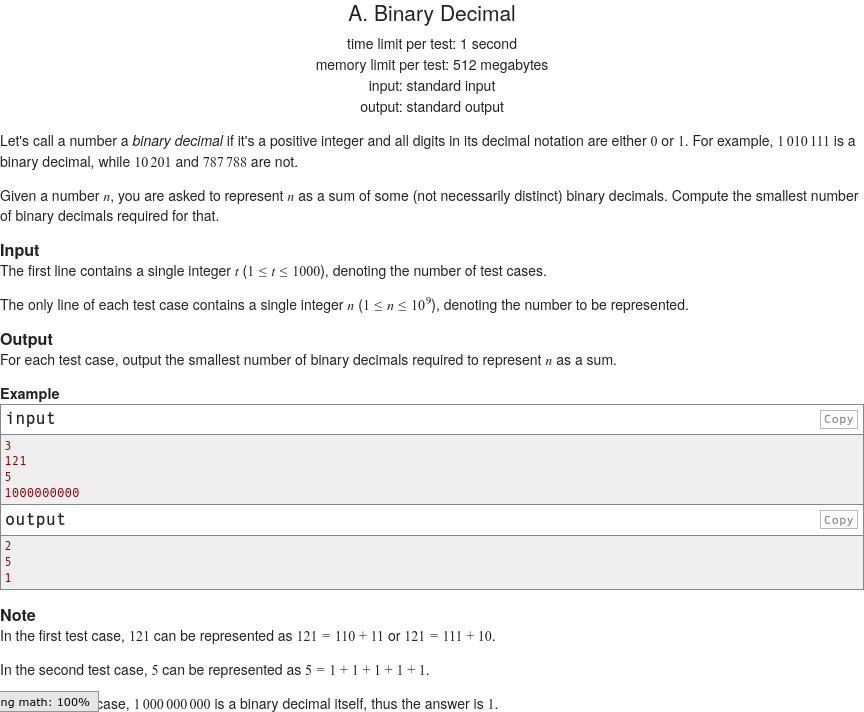 A. Binary Decimal
time limit per test: 1 second
memory limit per test: 512 megabytes
input: standard input
output: standard output
Let's call a number a binary decimal if it's a positive integer and all digits in its decimal notation are either 0 or 1. For example, 1 010 111 is a
binary decimal, while 10 201 and 787 788 are not.
Given a number n, you are asked to represent n as a sum of some (not necessarily distinct) binary decimals. Compute the smallest number
of binary decimals required for that.
Input
The first line contains a single integer t (1 ≤ t ≤ 1000), denoting the number of test cases.
The only line of each test case contains a single integer n (1 ≤ n ≤ 10⁹), denoting the number to be represented.
Output
For each test case, output the smallest number of binary decimals required to represent n as a sum.
Example
input Copy
3
121
5
1000000000
output Copy
2
5
1
Note
In the first test case, 121 can be represented as 121 = 110 + 11 or 121 = 111 + 10.
In the second test case, 5 can be represented as 5 = 1 + 1 + 1 + 1 + 1.
ng math: 100% case, 1 000 000 000 is a binary decimal itself, thus the answer is 1.